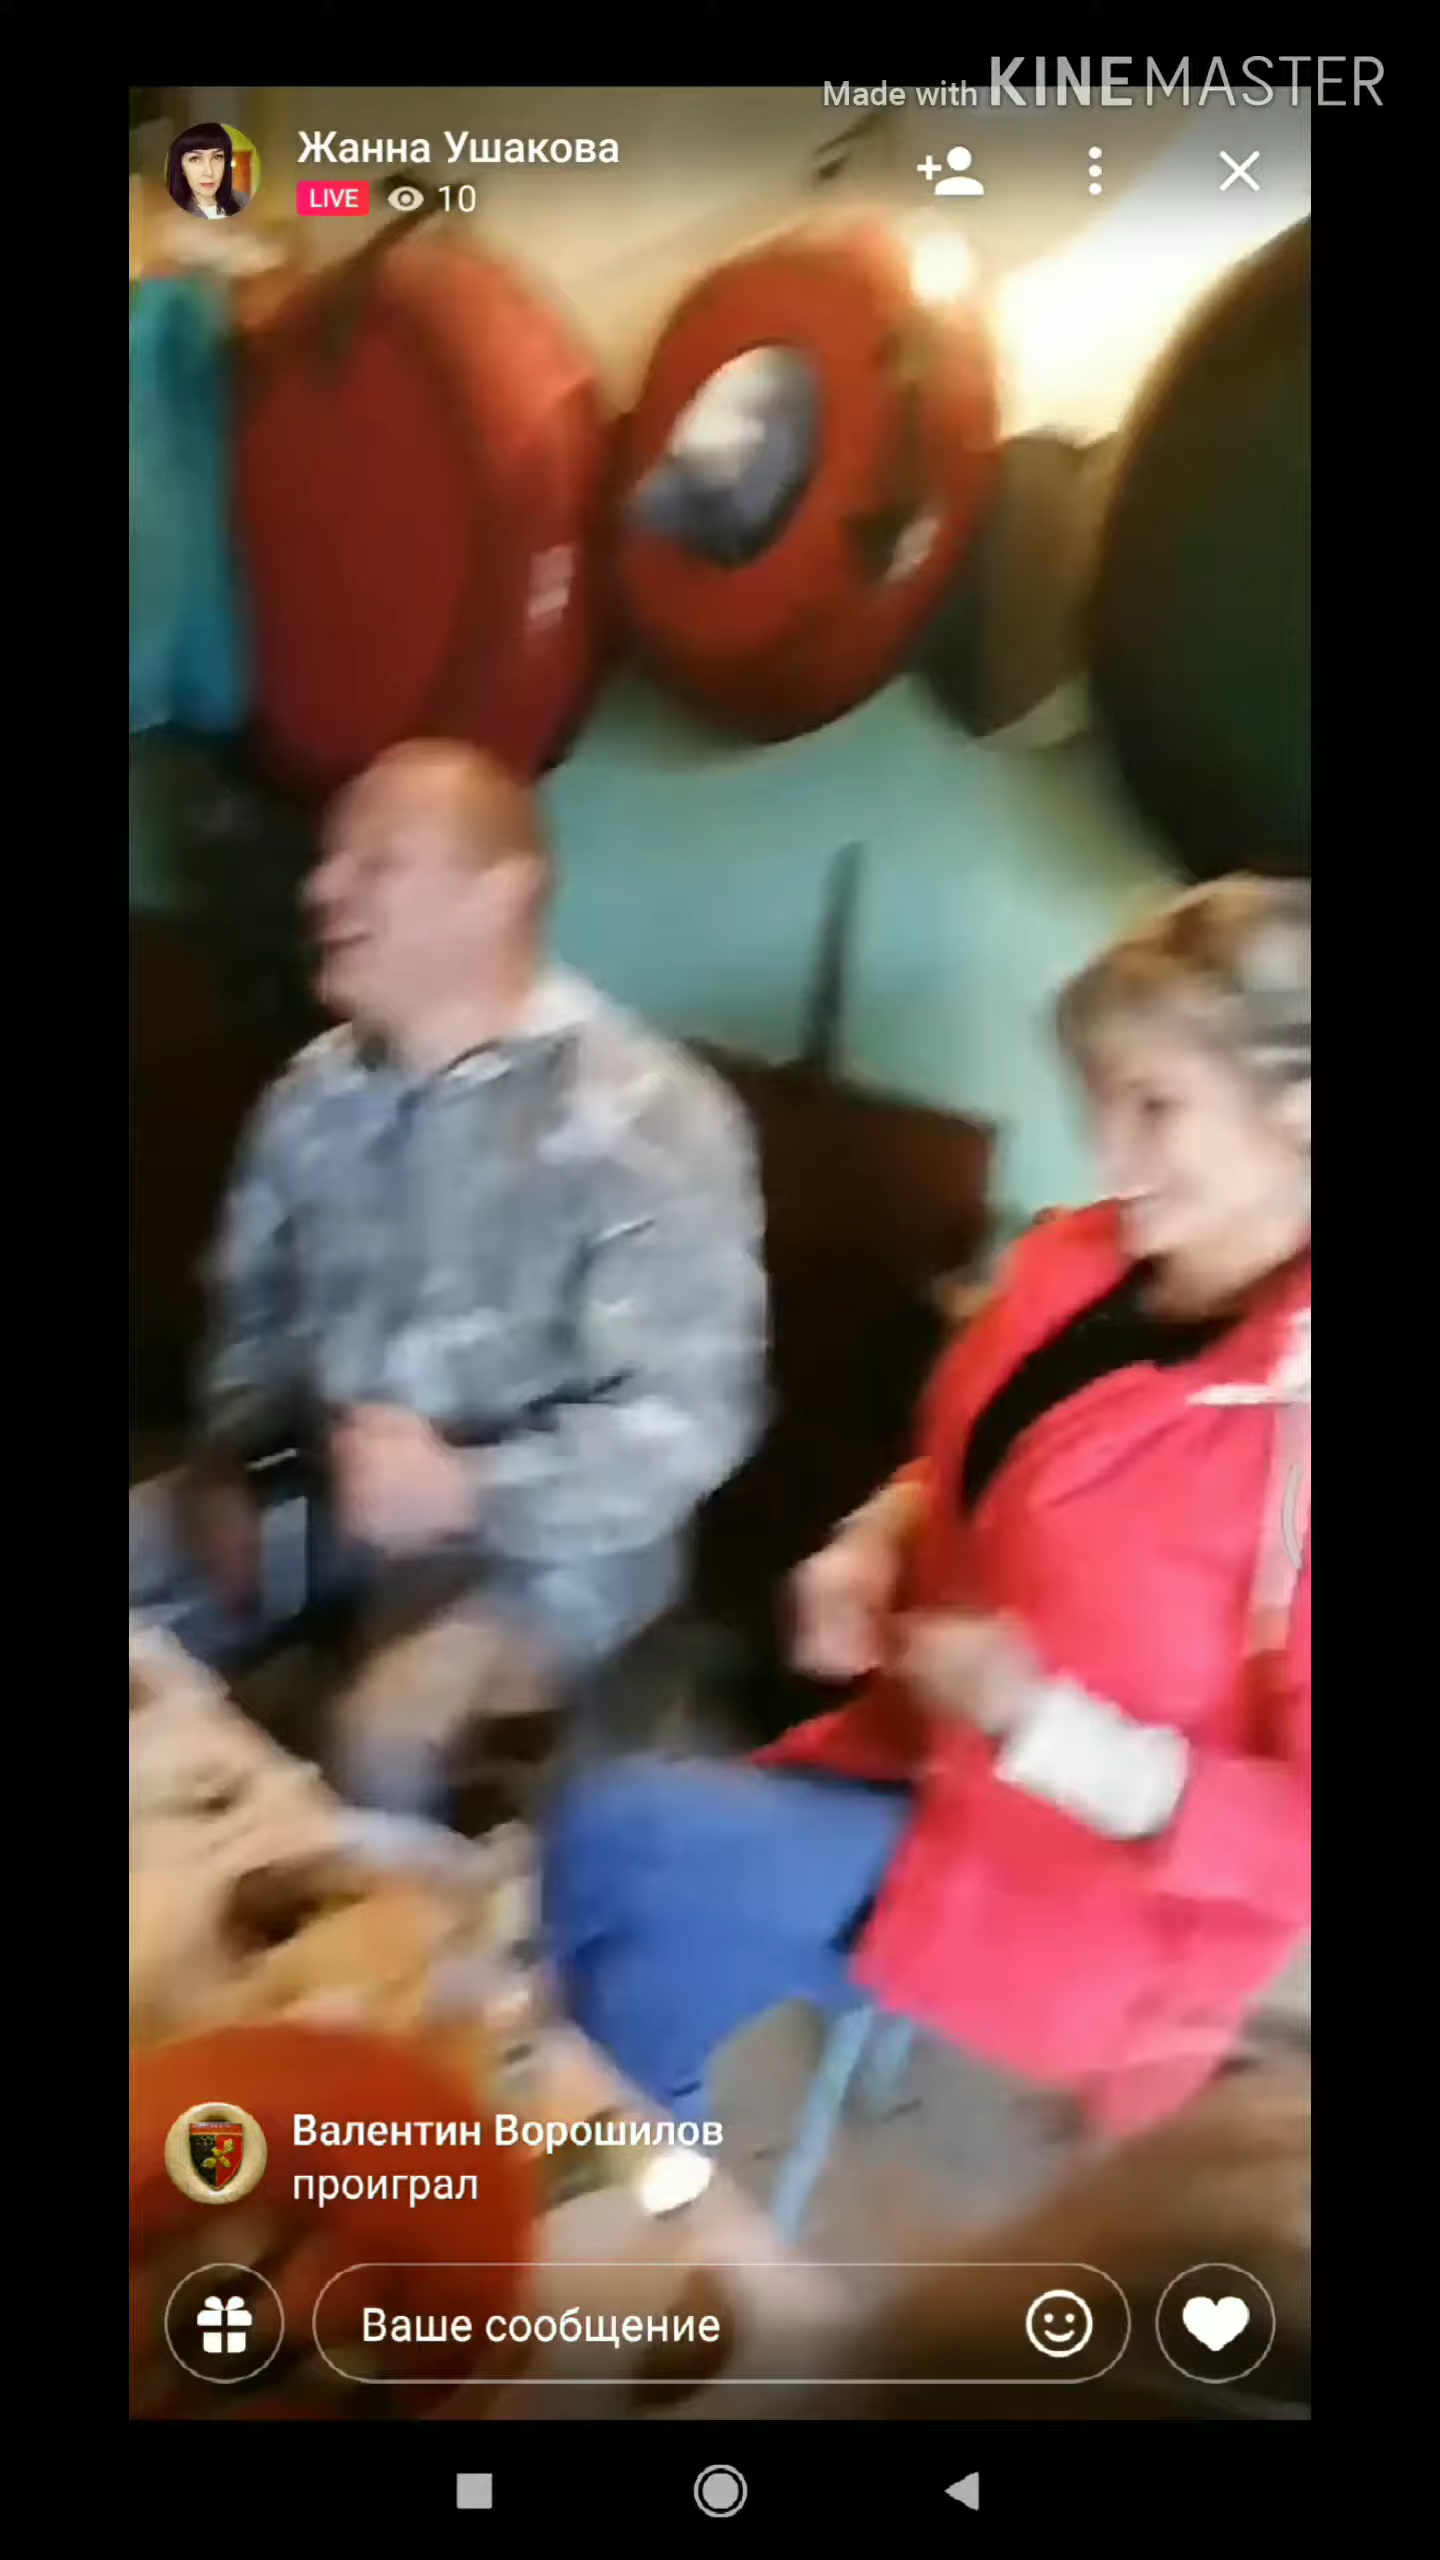 Made with KINEMASTER
Жанна Ушакова
LIVE 10
Валентин Ворошилов
проиграл
Ваше сообщение